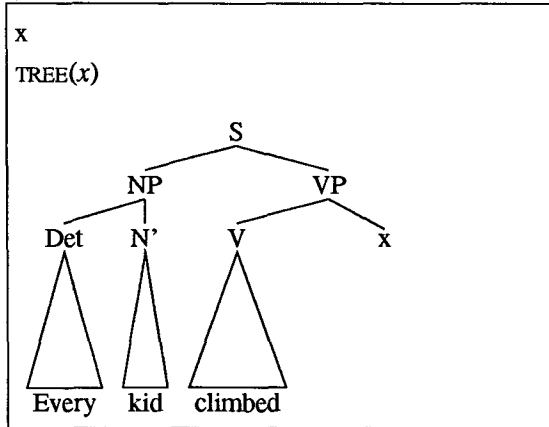 x
TREE(x)
S
NP VP
Det N' V x
Every kid climbed